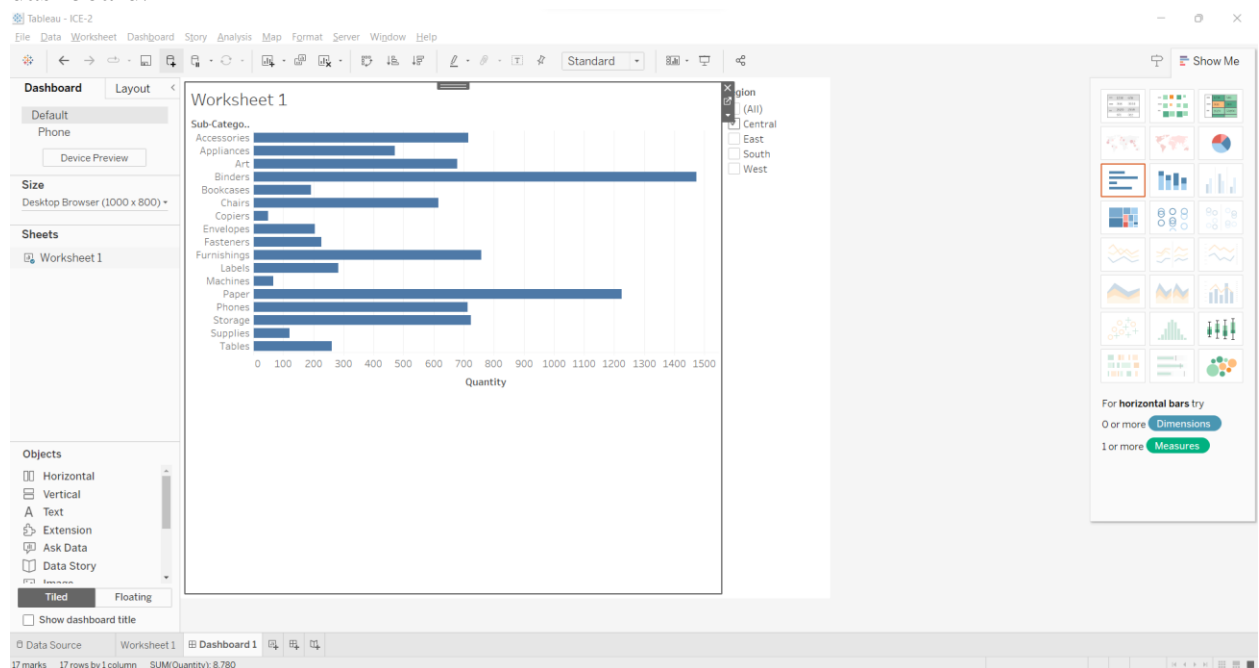 Tableau - ICE-2
File Data Worksheet Dashboard Story Analysis Map Format Server Window Help
Standard
Show Me
Dashboard Layout
Default
Phone
Device Preview
Size
Desktop Browser (1000 x 800)
Sheets
Worksheet 1
Objects
Horizontal
Vertical
A Text
Extension
Ask Data
Data Story
Image
Tiled Floating
Show dashboard title
Worksheet 1
Sub-Catego..
Accessories
Appliances
Art
Binders
Bookcases
Chairs
Copiers
Envelopes
Fasteners
Furnishings
Labels
Machines
Paper
Phones
Storage
Supplies
Tables
0 100 200 300 400 500 600 700 800 900 1000 1100 1200 1300 1400 1500
Quantity
gion
(All)
Central
East
South
West
For horizontal bars try
0 or more Dimensions
1 or more Measures
Data Source Worksheet 1 Dashboard 1
17 marks 17 rows by 1 column SUM(Quantity): 8,780